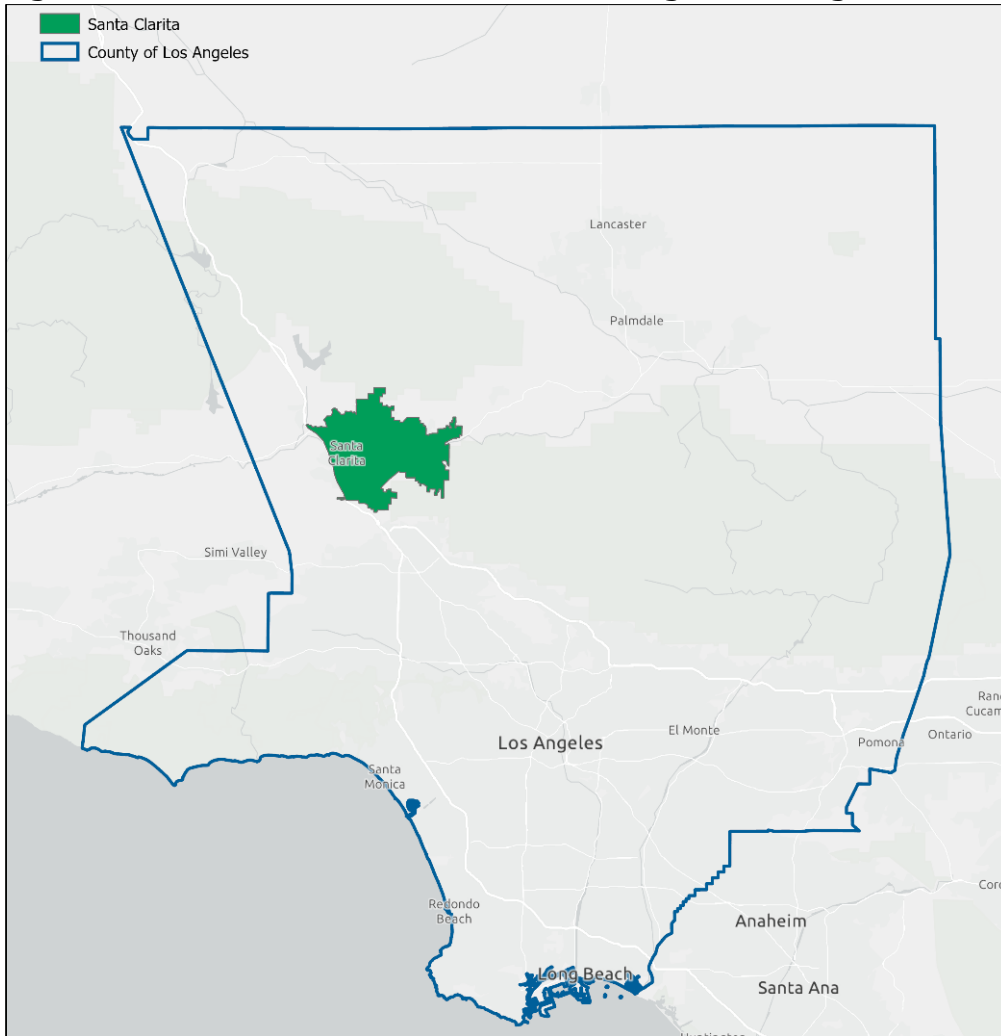 Santa Clarita
County of Los Angeles
Lancaster
Palmdale
Santa
Clarita
Simi Valley
Thousand
Oaks
El Monte
Los Angeles
Pomona
Ontario
Santa
Monica
Redondo
Beach
Anaheim
Long Beach
Santa Ana